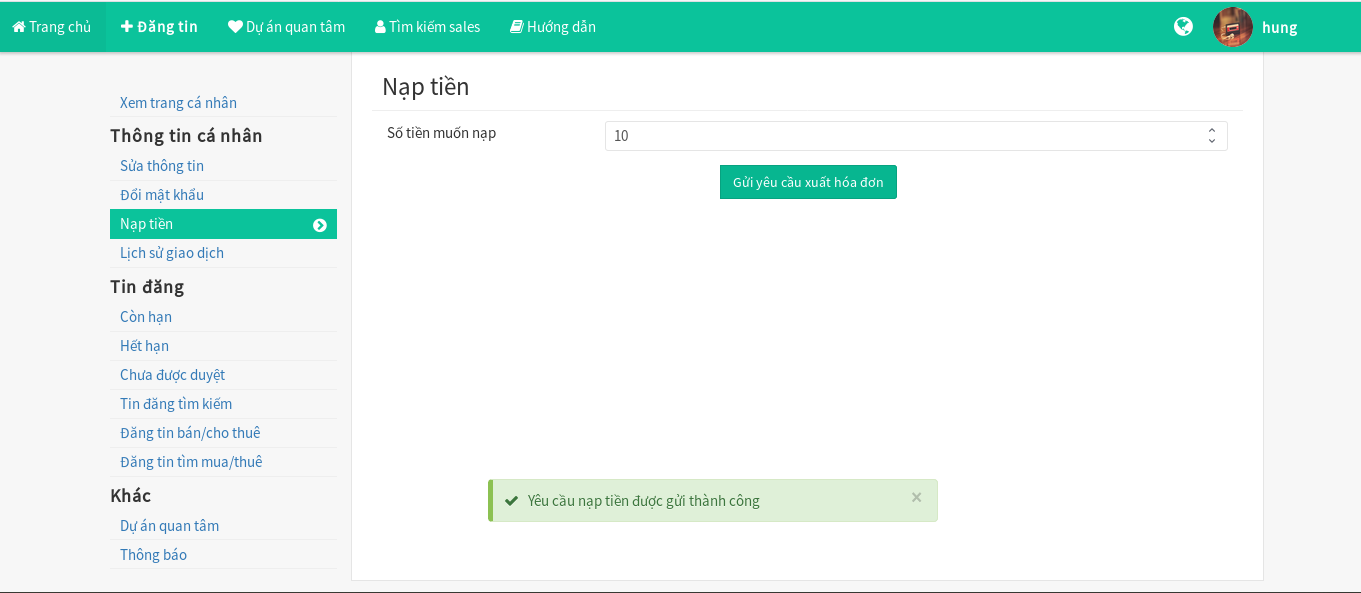 Trang chủ
Đăng tin
Dự án quan tâm
Tìm kiếm sales
Hướng dẫn
hung
Xem trang cá nhân
Thông tin cá nhân
Sửa thông tin
Đổi mật khẩu
Nạp tiền
Lịch sử giao dịch
Tin đăng
Còn hạn
Hết hạn
Chưa được duyệt
Tin đăng tìm kiếm
Đăng tin bán/cho thuê
Đăng tin tìm mua/thuê
Khác
Dự án quan tâm
Thông báo
Nạp tiền
Số tiền muốn nạp
10
Gửi yêu cầu xuất hóa đơn
Yêu cầu nạp tiền được gửi thành công